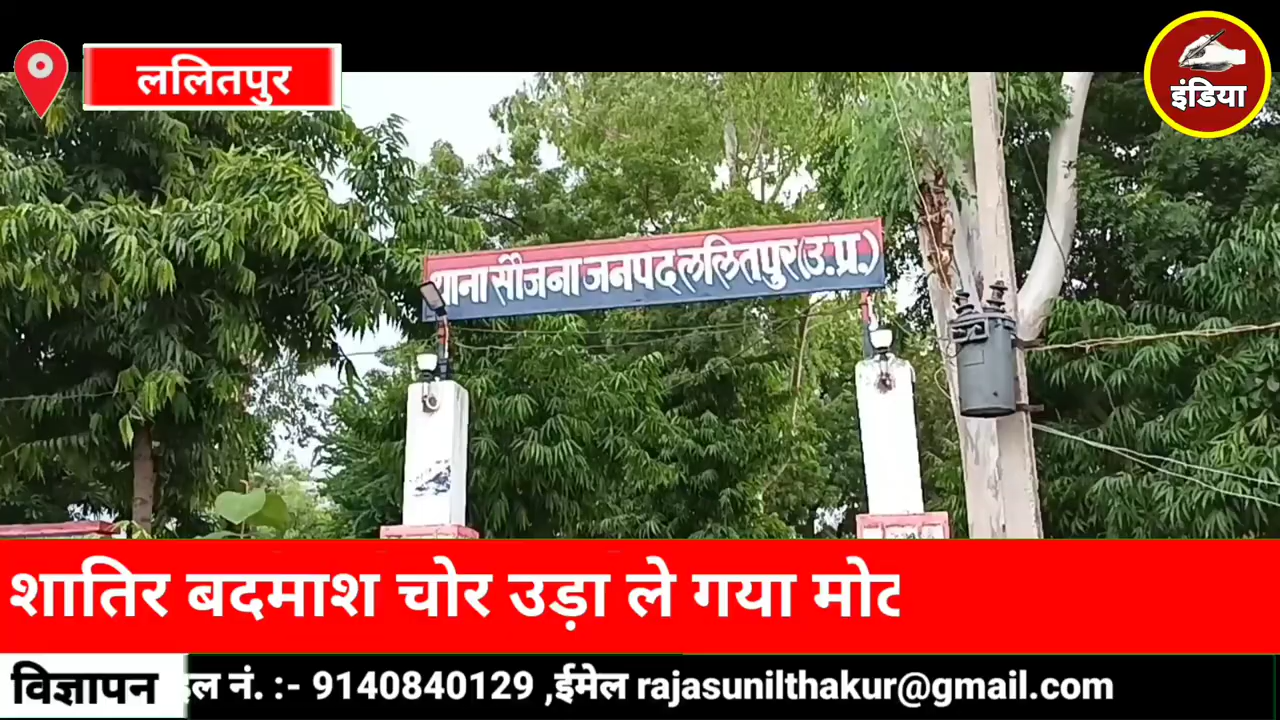 ललितपुर
इंडिया
थाना सौजना जनपद ललितपुर (उ.प्र.)
शातिर बदमाश चोर उड़ा ले गया
विज्ञापन
नं. :- 9140840129 ,ईमेल rajasunilthakur@gmail.com